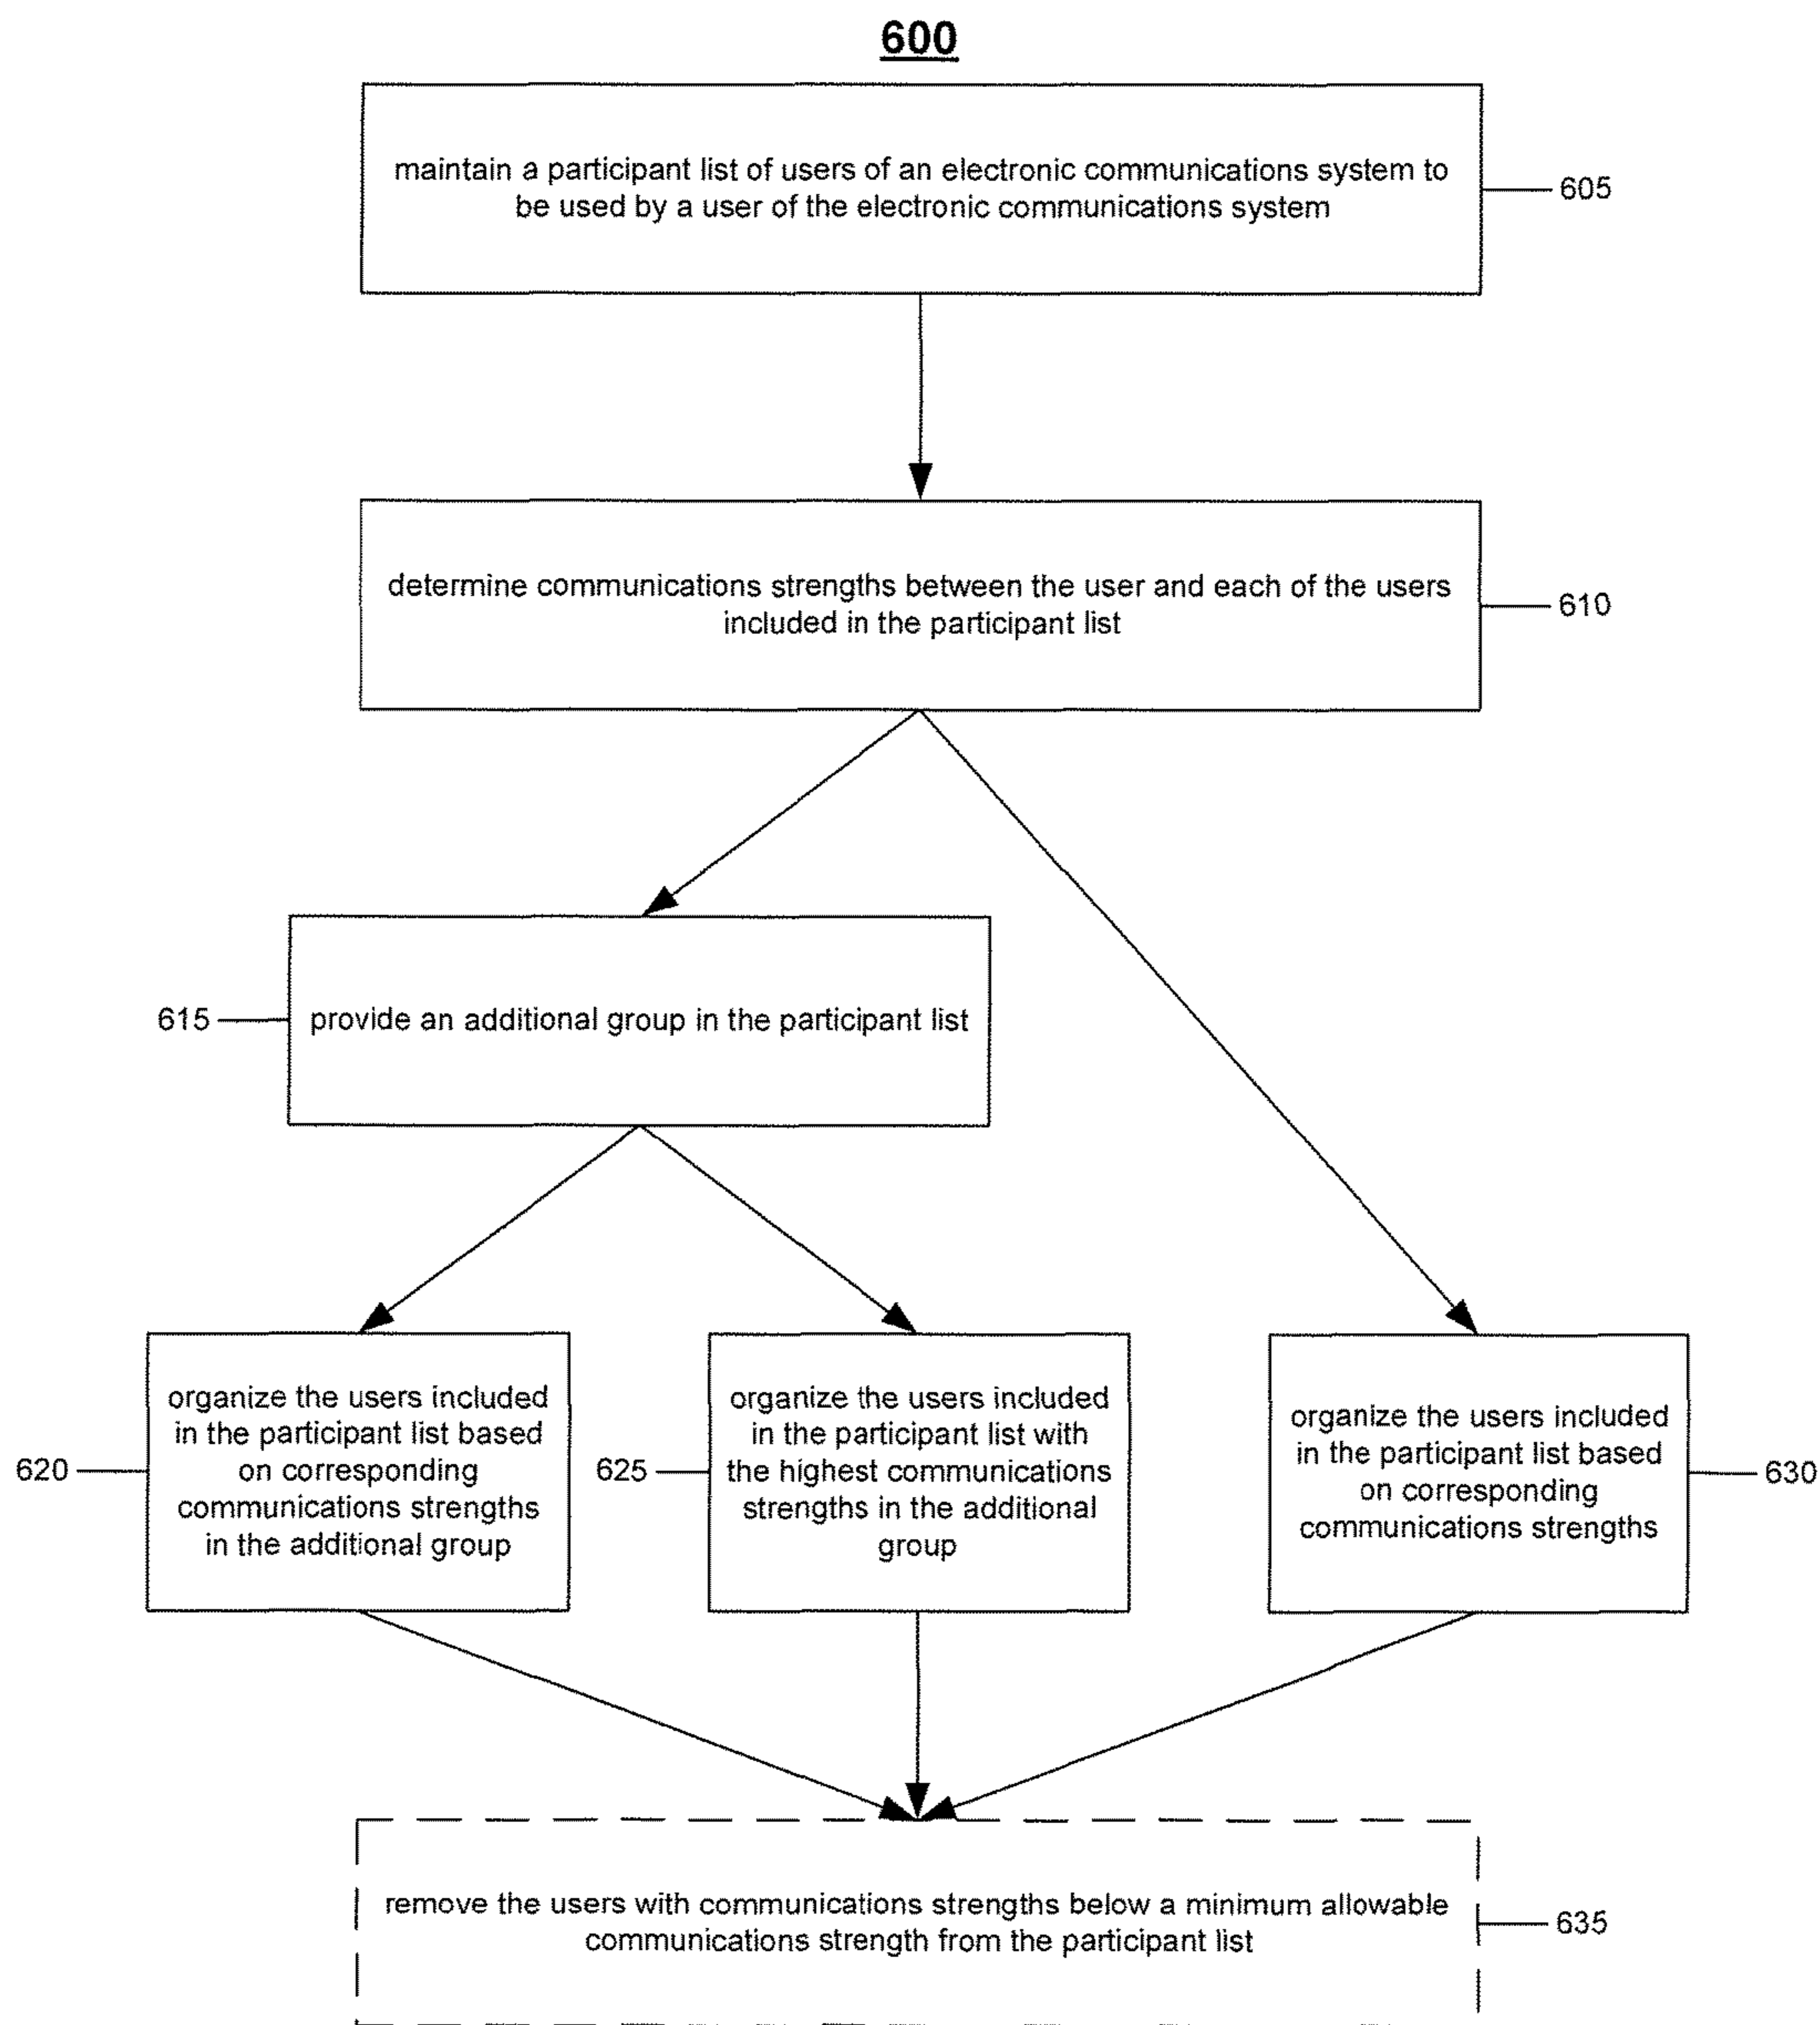 600
maintain a participant list of users of an electronic communications system to
be used by a user of the electronic communications system
605
determine communications strengths between the user and each of the users
included in the participant list
610
615
provide an additional group in the participant list
620
organize the users included
in the participant list based
on corresponding
communications strengths
in the additional group
625
organize the users included
in the participant list with
the highest communications
strengths in the additional
group
organize the users included
in the participant list based
on corresponding
communications strengths
630
remove the users with communications strengths below a minimum allowable
communications strength from the participant list
635